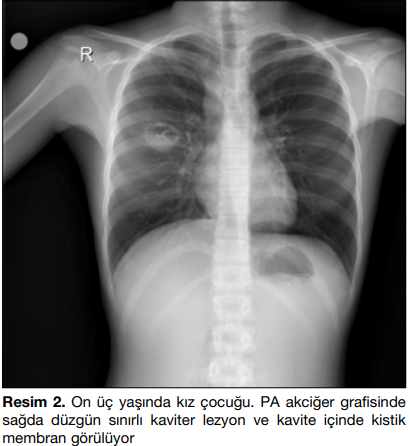 R
Resim 2. On üç yaşında kız çocuğu. PA akciğer grafisinde
sağda düzgün sınırlı kaviter lezyon ve kavite içinde kistik
membran görülüyor